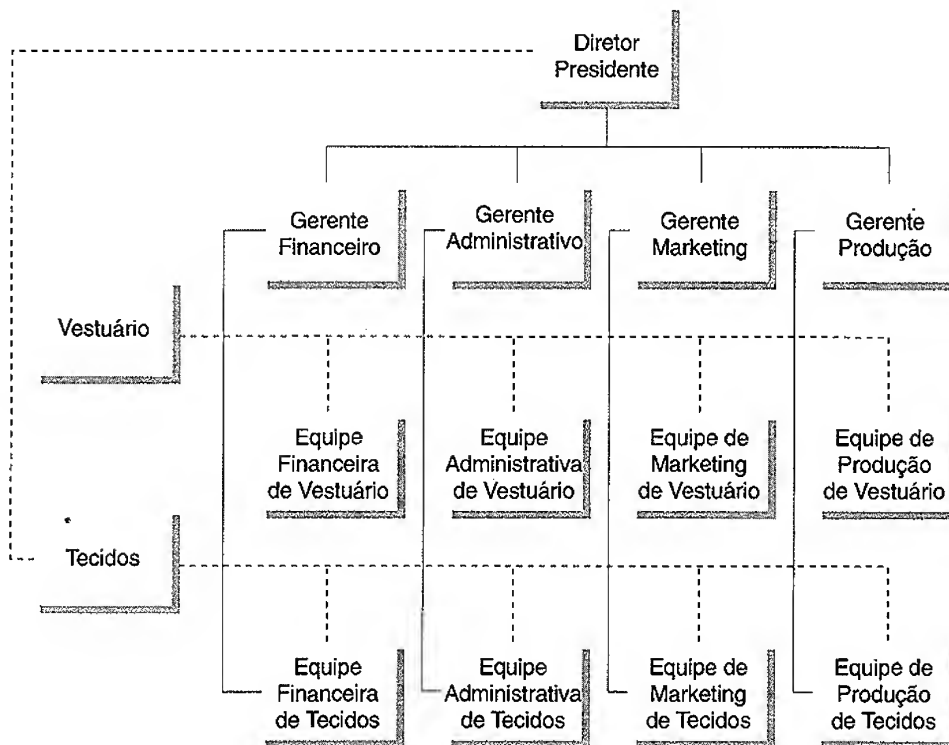 Diretor
Presidente
Gerente
Financeiro
Gerente
Administrativo
Gerente
Marketing
Gerente
Produção
Vestuário
Equipe
Financeira
de Vestuário
Equipe
Administrativa
de Vestuário
Equipe de
Marketing
de Vestuário
Equipe de
Produção
de Vestuário
Tecidos
Equipe
Financeira
de Tecidos
Equipe
Administrativa
de Tecidos
Equipe de
Marketing
de Tecidos
Equipe de
Produção
de Tecidos